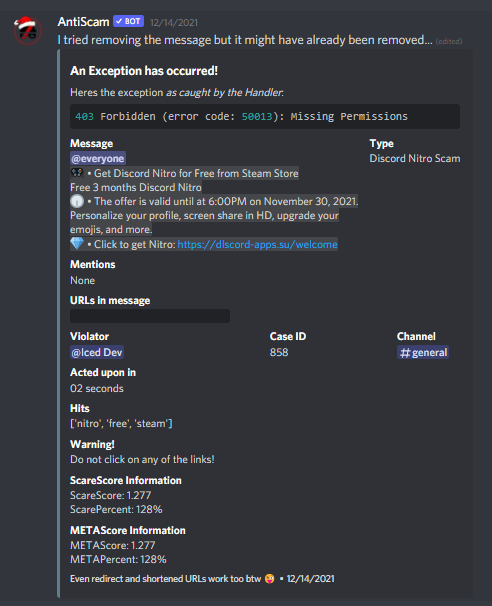 AntiScam ✓ BOT 12/14/2021
I tried removing the message but it might have already been removed... (edited)
An Exception has occurred!
Heres the exception as caught by the Handler.
403 Forbidden (error code: 50013): Missing Permissions
Message Type
@everyone Discord Nitro Scam
• Get Discord Nitro for Free from Steam Store
Free 3 months Discord Nitro
• The offer is valid until at 6:00PM on November 30, 2021.
Personalize your profile, screen share in HD, upgrade your
emojis, and more.
💎 • Click to get Nitro: https://dlscord-apps.su/welcome
Mentions
None
URLs in message
Violator Case ID Channel
@Iced Dev 858 #general
Acted upon in
02 seconds
Hits
['nitro', 'free', 'steam']
Warning!
Do not click on any of the links!
ScareScore Information
ScareScore: 1.277
ScarePercent: 128%
METAScore Information
METAScore: 1.277
METAPercent: 128%
Even redirect and shortened URLs work too btw 😜 • 12/14/2021